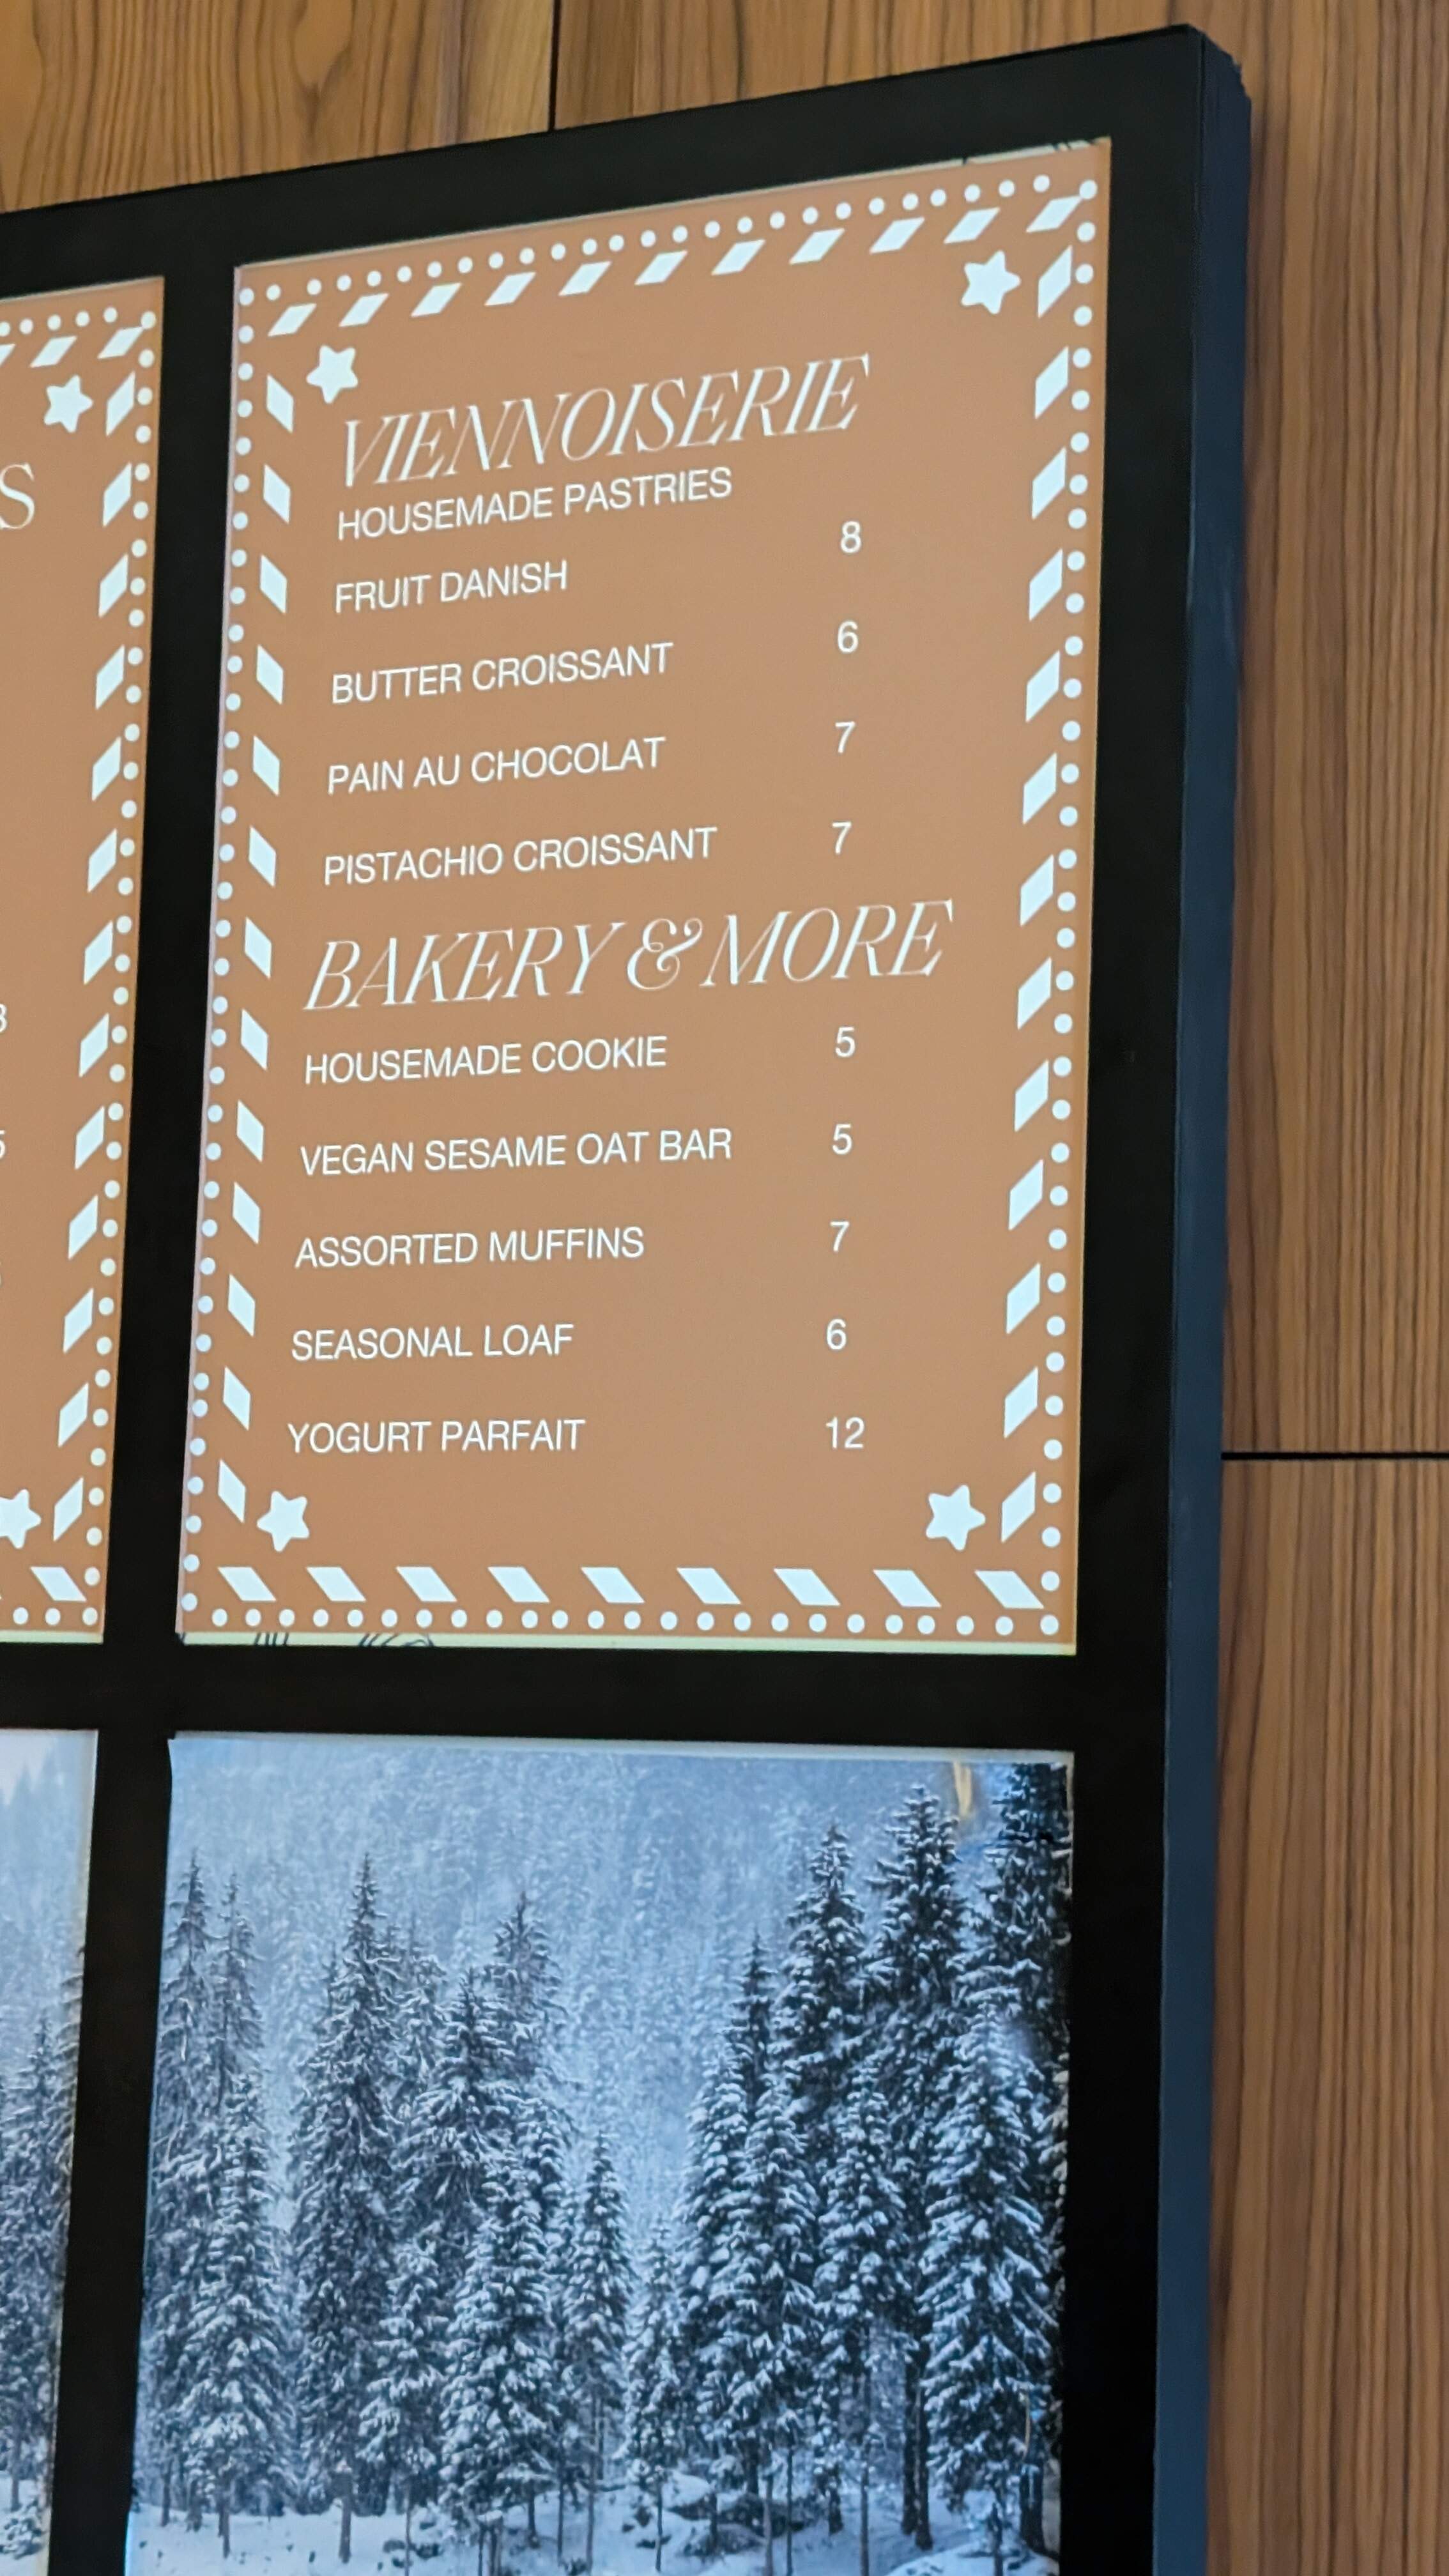 S
VIENNOISERIE
HOUSEMADE PASTRIES
FRUIT DANISH 8
BUTTER CROISSANT 6
PAIN AU CHOCOLAT 7
PISTACHIO CROISSANT 7
BAKERY & MORE
HOUSEMADE COOKIE 5
VEGAN SESAME OAT BAR 5
ASSORTED MUFFINS 7
SEASONAL LOAF 6
YOGURT PARFAIT 12